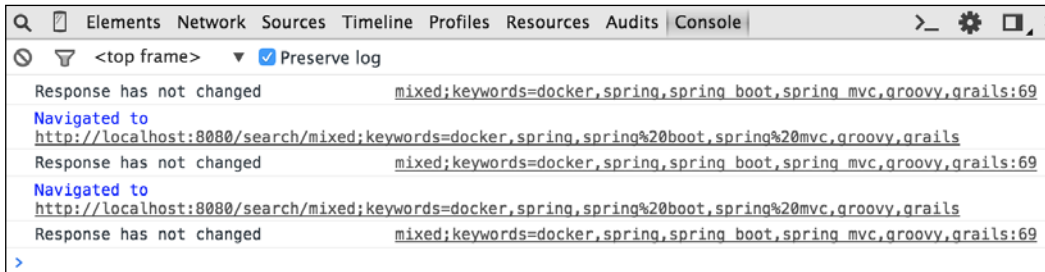 Elements Network Sources Timeline Profiles Resources Audits Console
<top frame> ▼ Preserve log
Response has not changed mixed;keywords=docker,spring,spring boot,spring mvc,groovy,grails:69
Navigated to
http://localhost:8080/search/mixed;keywords=docker,spring,spring%20boot,spring%20mvc,groovy,grails
Response has not changed mixed;keywords=docker,spring,spring boot,spring mvc,groovy,grails:69
Navigated to
http://localhost:8080/search/mixed;keywords=docker,spring,spring%20boot,spring%20mvc,groovy,grails
Response has not changed mixed;keywords=docker,spring,spring boot,spring mvc,groovy,grails:69
>